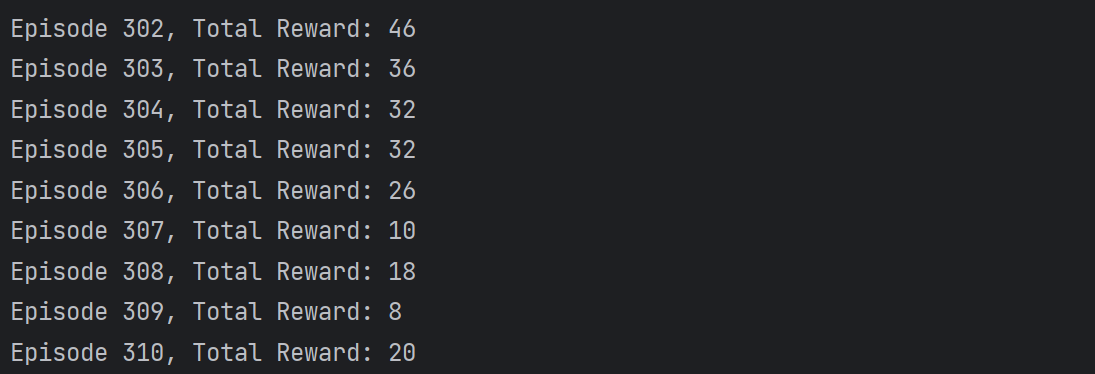 Episode 302, Total Reward: 46
Episode 303, Total Reward: 36
Episode 304, Total Reward: 32
Episode 305, Total Reward: 32
Episode 306, Total Reward: 26
Episode 307, Total Reward: 10
Episode 308, Total Reward: 18
Episode 309, Total Reward: 8
Episode 310, Total Reward: 20